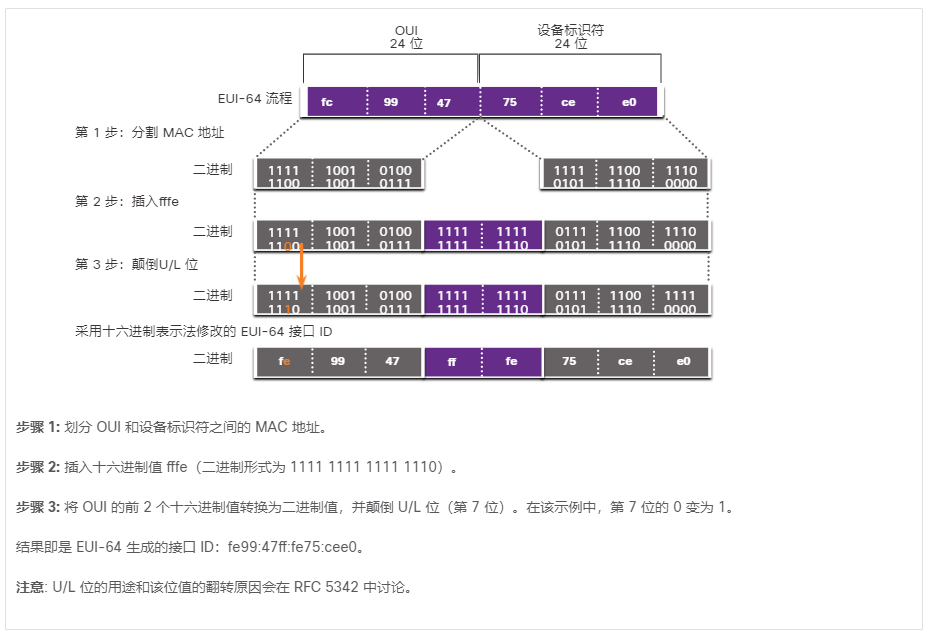 OUI
24 位
设备标识符
24 位
EUI-64 流程
fc 99 47 75 ce e0
第 1 步：分割 MAC 地址
二进制
1111 1001 0100 1111 1100 1110
1100 1001 0111 0101 1110 0000
第 2 步：插入fffe
二进制
1111 1001 0100 1111 1111 0111 1100 1110
1100 1001 0111 1111 1110 0101 1110 0000
第 3 步：颠倒U/L 位
二进制
1111 1001 0100 1111 1111 0111 1100 1111
1110 1001 0111 1111 1110 0101 1110 0000
采用十六进制表示法修改的 EUI-64 接口 ID
二进制
fe 99 47 ff fe 75 ce e0
步骤 1: 划分 OUI 和设备标识符之间的 MAC 地址。
步骤 2: 插入十六进制值 fffe（二进制形式为 1111 1111 1111 1110）。
步骤 3: 将 OUI 的前 2 个十六进制值转换为二进制值，并颠倒 U/L 位（第 7 位）。在该示例中，第 7 位的 0 变为 1。
结果即是 EUI-64 生成的接口 ID：fe99:47ff:fe75:cee0。
注意: U/L 位的用途和该位值的翻转原因会在 RFC 5342 中讨论。